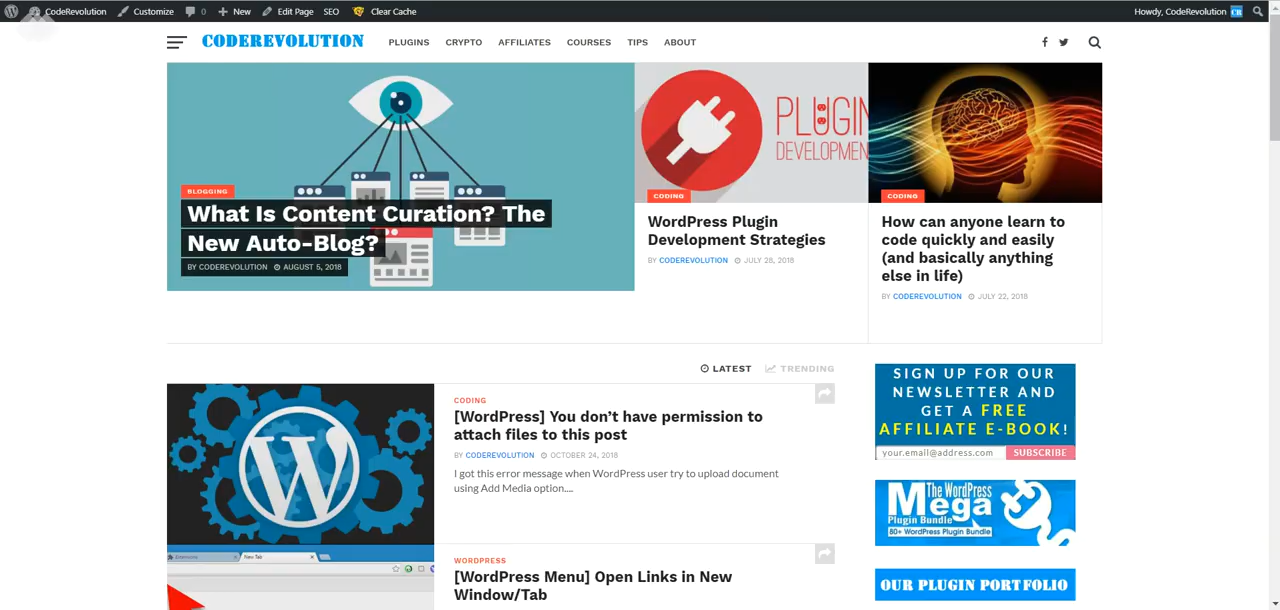 CodeRevolution Customize 0 New Edit Page SEO Clear Cache Howdy, CodeRevolution CR
CODEREVOLUTION PLUGINS CRYPTO AFFILIATES COURSES TIPS ABOUT
BLOGGING
What Is Content Curation? The
New Auto-Blog?
BY CODEREVOLUTION AUGUST 5, 2018
PLUGIN
DEVELOPMEN
CODING
WordPress Plugin
Development Strategies
BY CODEREVOLUTION JULY 28, 2018
CODING
How can anyone learn to
code quickly and easily
(and basically anything
else in life)
BY CODEREVOLUTION JULY 22, 2018
LATEST TRENDING
CODING
[WordPress] You don’t have permission to
attach files to this post
BY CODEREVOLUTION OCTOBER 24, 2018
I got this error message when WordPress user try to upload document
using Add Media option....
Extensions New Tab
WORDPRESS
[WordPress Menu] Open Links in New
Window/Tab
SIGN UP FOR OUR
NEWSLETTER AND
GET A FREE
AFFILIATE E-BOOK!
your.email@address.com SUBSCRIBE
The WordPress
Mega
Plugin Bundle
80+ WordPress Plugin Bundle
OUR PLUGIN PORTFOLIO